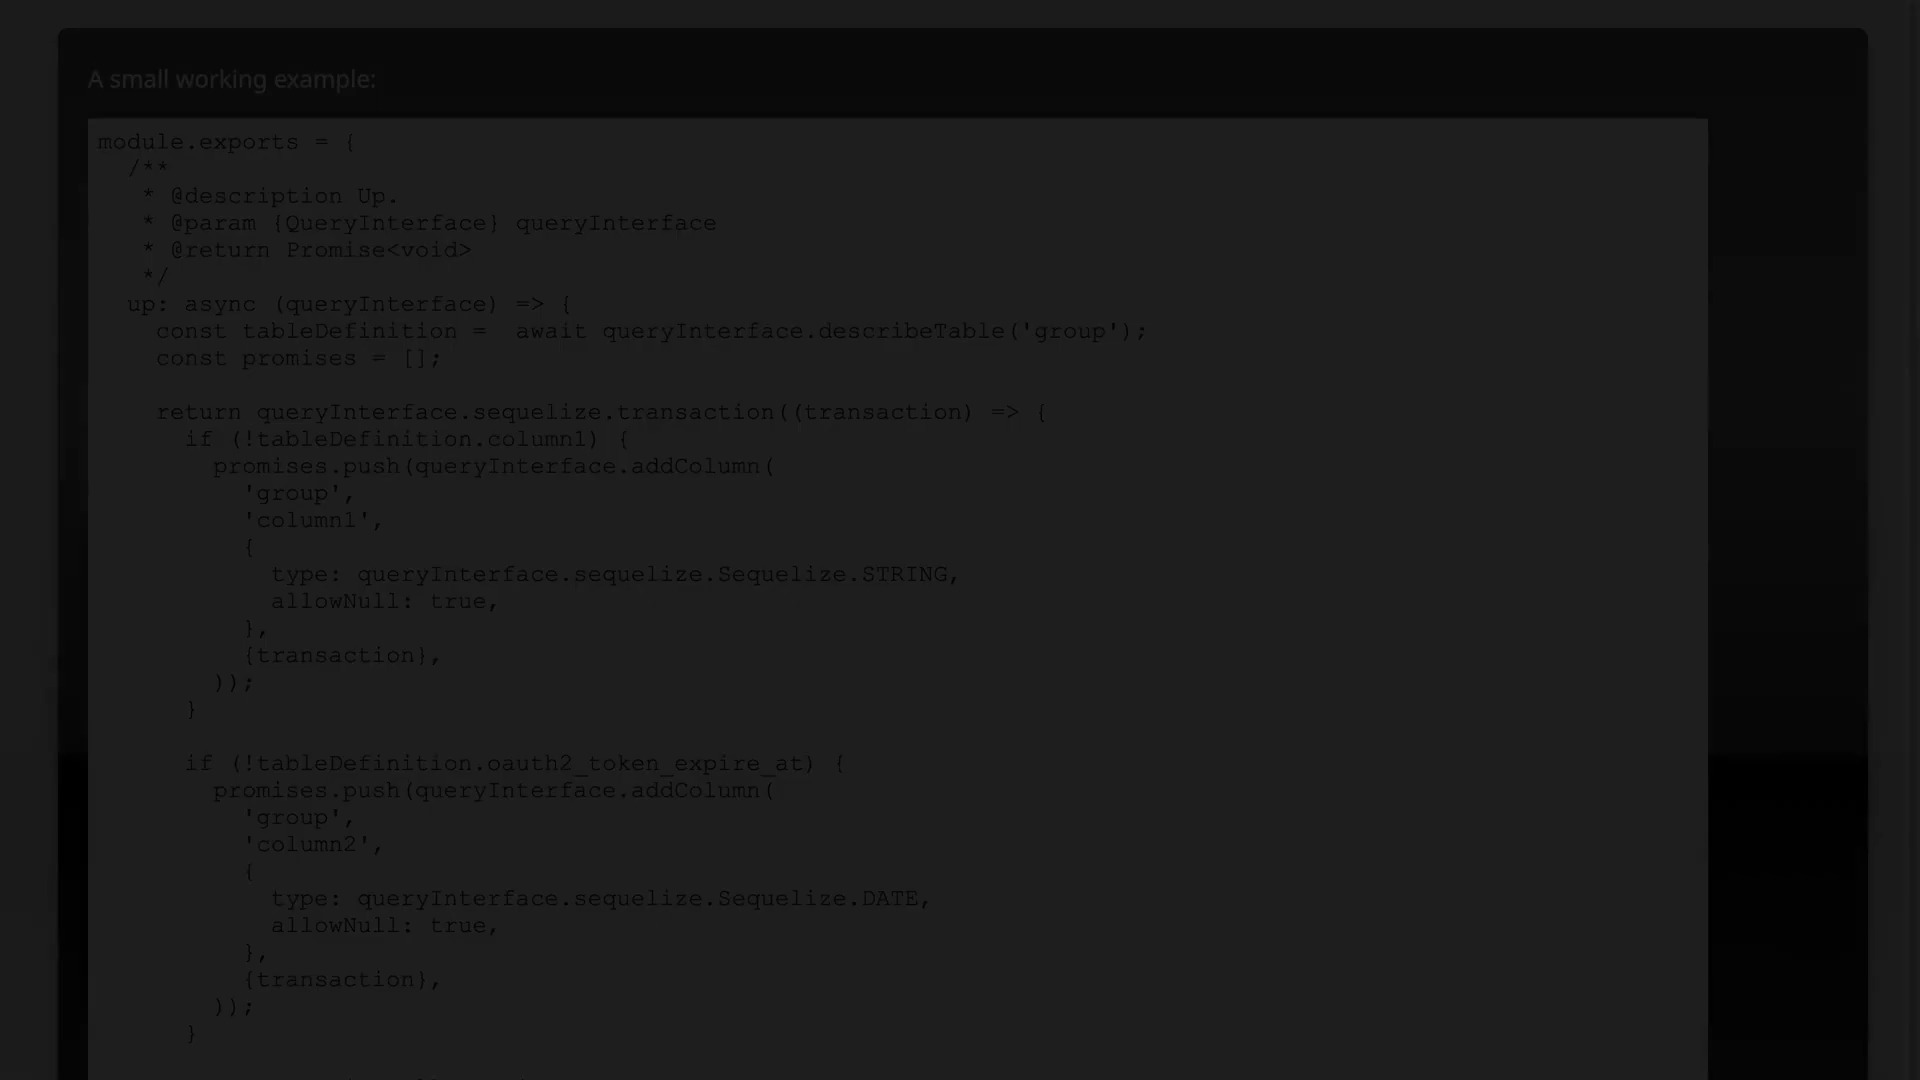 A small working example:
module.exports = {
  /**
   * @description Up.
   * @param {QueryInterface} queryInterface
   * @return Promise<void>
   */
  up: async (queryInterface) => {
    const tableDefinition =  await queryInterface.describeTable('group');
    const promises = [];

    return queryInterface.sequelize.transaction((transaction) => {
      if (!tableDefinition.column1) {
        promises.push(queryInterface.addColumn(
          'group',
          'column1',
          {
            type: queryInterface.sequelize.Sequelize.STRING,
            allowNull: true,
          },
          {transaction},
        ));
      }

      if (!tableDefinition.oauth2_token_expire_at) {
        promises.push(queryInterface.addColumn(
          'group',
          'column2',
          {
            type: queryInterface.sequelize.Sequelize.DATE,
            allowNull: true,
          },
          {transaction},
        ));
      }